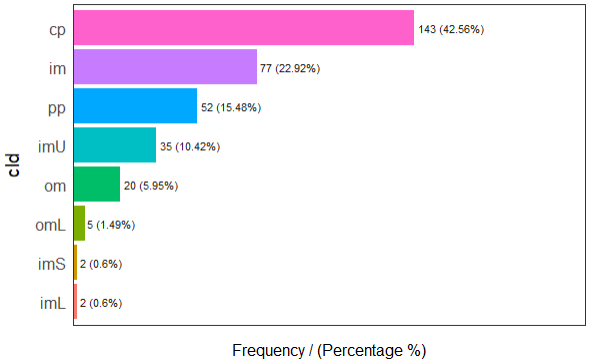 cp
143 (42.56%)
im
77 (22.92%)
pp
52 (15.48%)
imU
35 (10.42%)
om
20 (5.95%)
omL
5 (1.49%)
imS
2 (0.6%)
imL
2 (0.6%)
cld
Frequency / (Percentage %)